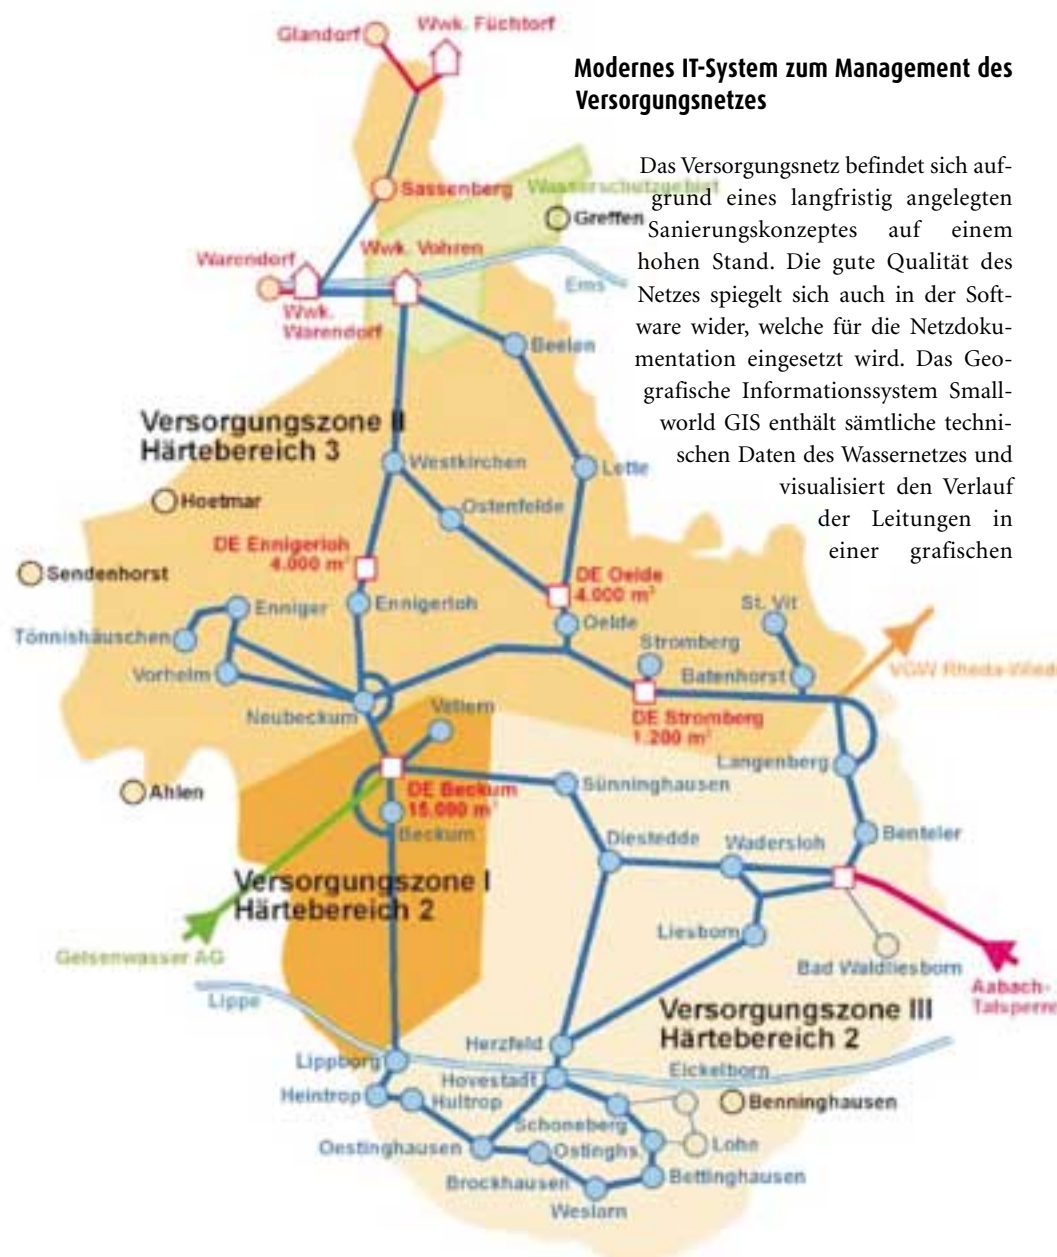 Glandorf
Wwk. Füchtorf
Modernes IT-System zum Management des
Versorgungsnetzes
Das Versorgungsnetz befindet sich auf-
grund eines langfristig angelegten
Sanierungskonzeptes auf einem
hohen Stand. Die gute Qualität des
Netzes spiegelt sich auch in der Soft-
ware wider, welche für die Netzdoku-
mentation eingesetzt wird. Das Geo-
grafische Informationssystem Small-
world GIS enthält sämtliche techni-
schen Daten des Wassernetzes und
visualisiert den Verlauf
der Leitungen in
einer grafischen
Sassenberg
Wasserschutzgebiet
Greffen
Warendorf
Wwk. Vohren
Ems
Wwk.
Warendorf
Beelen
Versorgungszone II
Härtebereich 3
Westkirchen
Lette
Hoetmar
Ostenfelde
DE Ennigerloh
4.000 m³
Sendenhorst
DE Oelde
4.000 m³
Enniger
Ennigerloh
St. Vit
Tönnishäuschen
Oelde
Stromberg
Vorhelm
Batenhorst
VGW Rheda-Wied
Neubeckum
Vellern
DE Stromberg
1.200 m³
Langenberg
Ahlen
DE Beckum
15.000 m³
Sünninghausen
Beckum
Diestedde
Wadersloh
Benteler
Versorgungszone I
Härtebereich 2
Liesborn
Gelsenwasser AG
Bad Waldliesborn
Aabach-
Talsperre
Lippe
Versorgungszone III
Härtebereich 2
Herzfeld
Lippborg
Eickelborn
Hovestadt
Heintrop
Hultrop
Benninghausen
Schoneberg
Lohn
Oestinghausen
Ostinghs.
Bettinghausen
Brockhausen
Weslarn